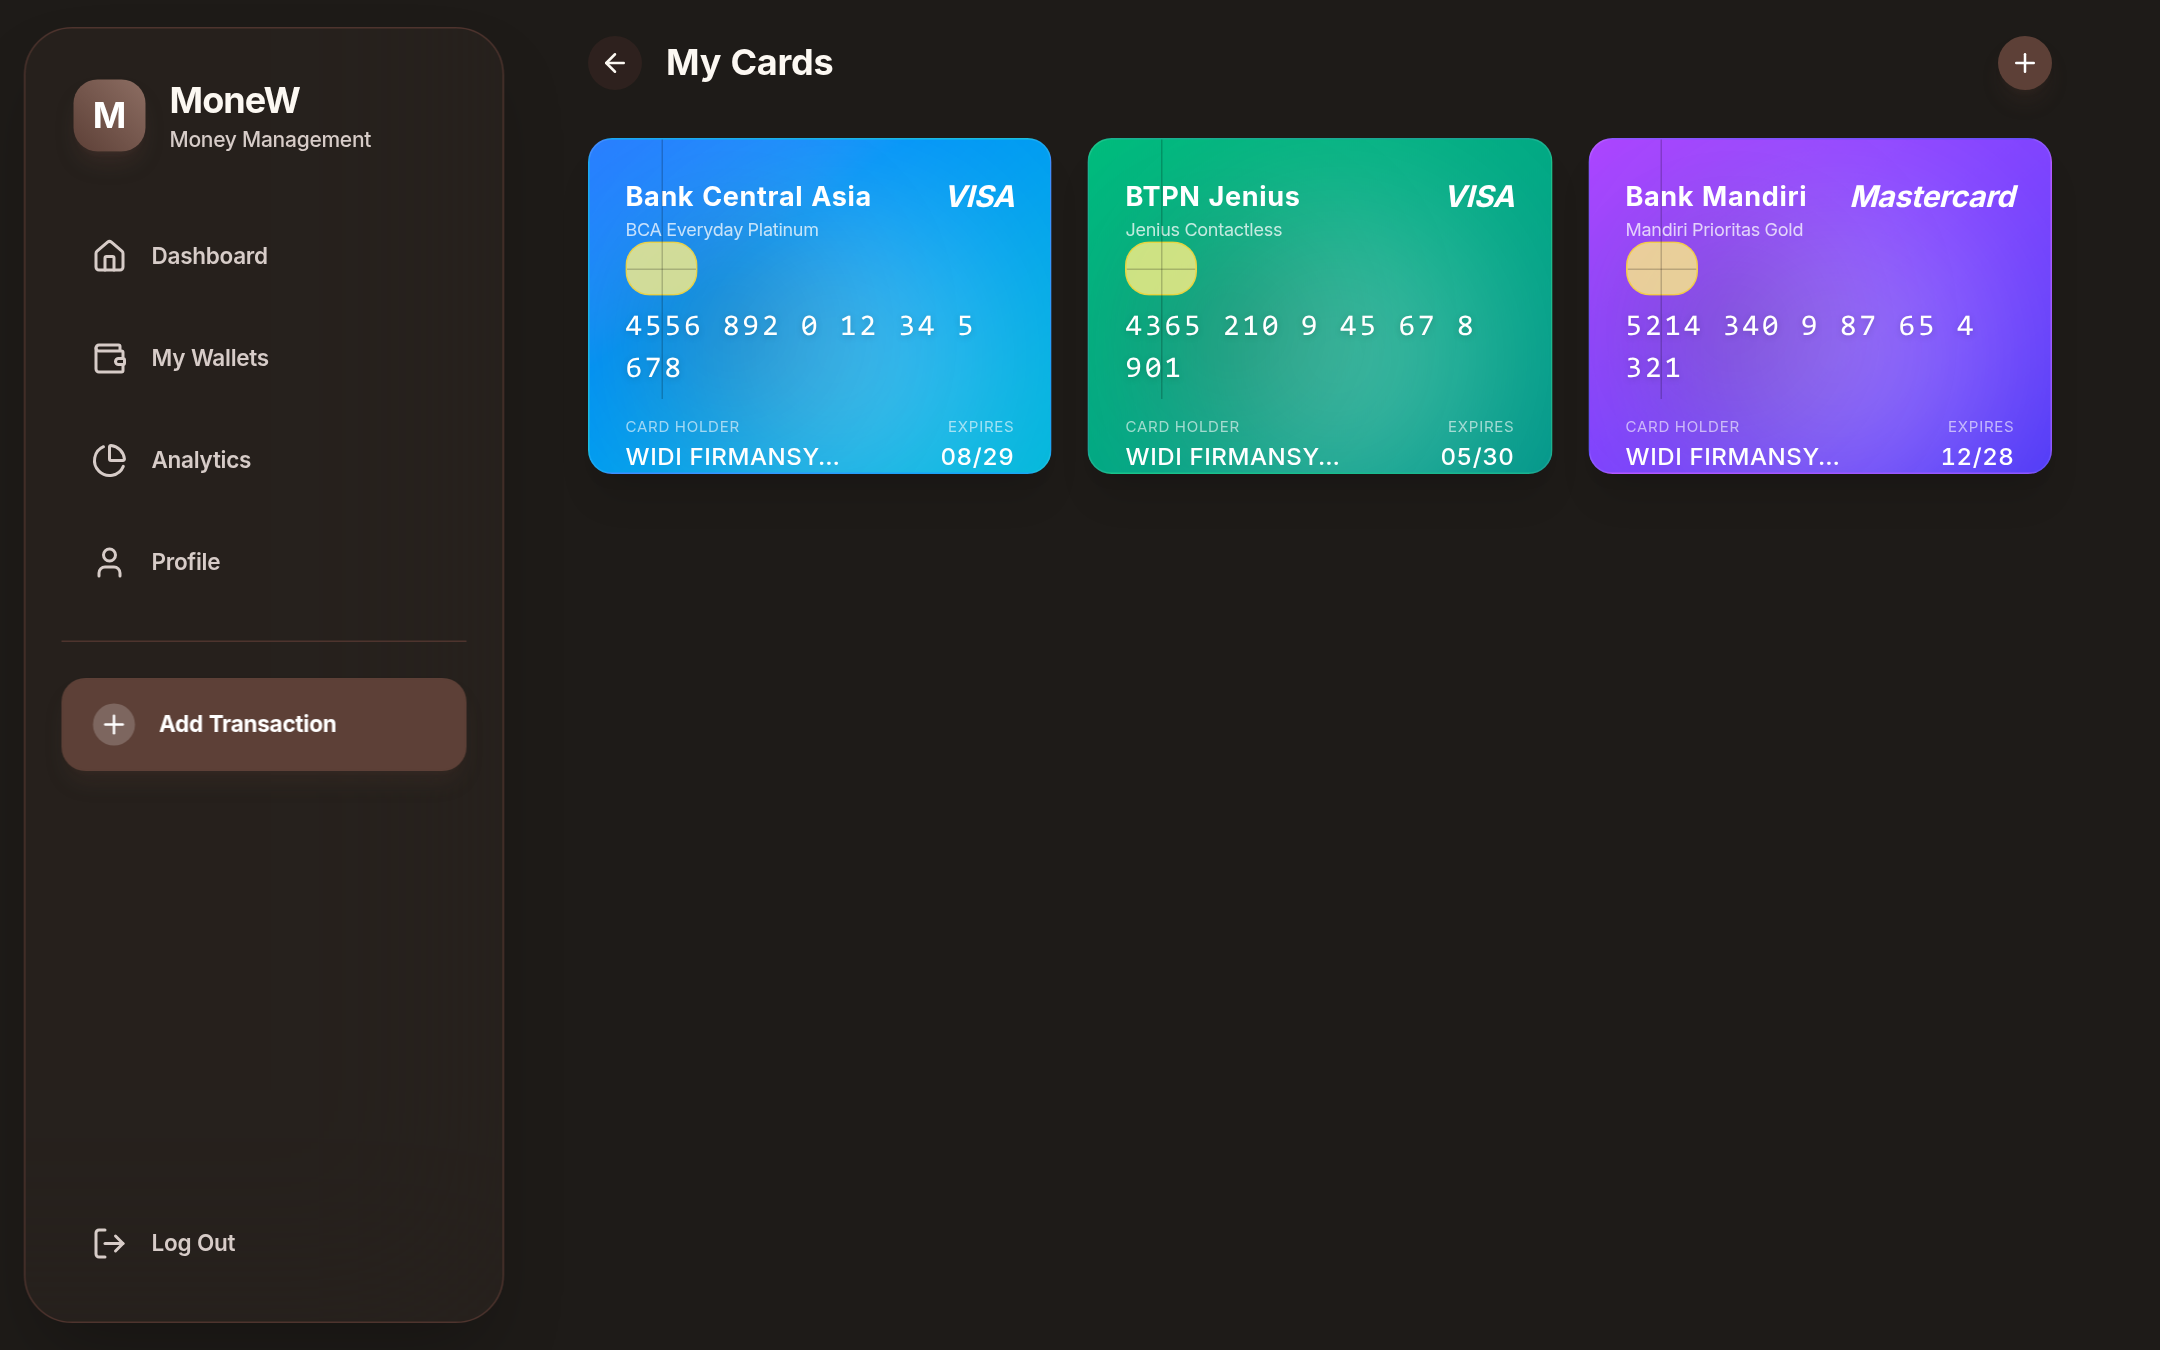 M
MoneW
Money Management
Dashboard
My Wallets
Analytics
Profile
Add Transaction
Log Out
My Cards
Bank Central Asia
VISA
BCA Everyday Platinum
4556 892 0 12 34 5
678
CARD HOLDER
EXPIRES
WIDI FIRMANSY...
08/29
BTPN Jenius
VISA
Jenius Contactless
4365 210 9 45 67 8
901
CARD HOLDER
EXPIRES
WIDI FIRMANSY...
05/30
Bank Mandiri
Mastercard
Mandiri Prioritas Gold
5214 340 9 87 65 4
321
CARD HOLDER
EXPIRES
WIDI FIRMANSY...
12/28